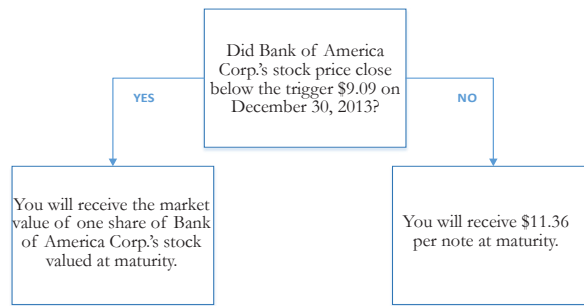 Did Bank of America
Corp.'s stock price close
below the trigger $9.09 on
December 30, 2013?
YES
NO
You will receive the market
value of one share of Bank
of America Corp.'s stock
valued at maturity.
You will receive $11.36
per note at maturity.